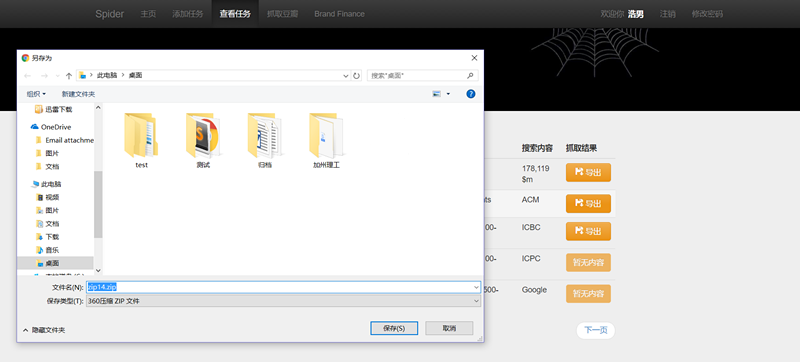 Spider 主页 添加任务 查看任务 抓取豆瓣 Brand Finance 欢迎你 浩男 注销 修改密码
另存为
此电脑 桌面 搜索"桌面"
组织 新建文件夹
迅雷下载
OneDrive
Email attachme
图片
文档
此电脑
视频
图片
文档
下载
音乐
桌面
test 测试 归档 加州理工
文件名(N): zip14.zip
保存类型(T): 360压缩 ZIP 文件
隐藏文件夹 保存(S) 取消
搜索内容 抓取结果
178,119 $m 导出
nts ACM 导出
00- ICBC 导出
00- ICPC 暂无内容
500- Google 暂无内容
下一页